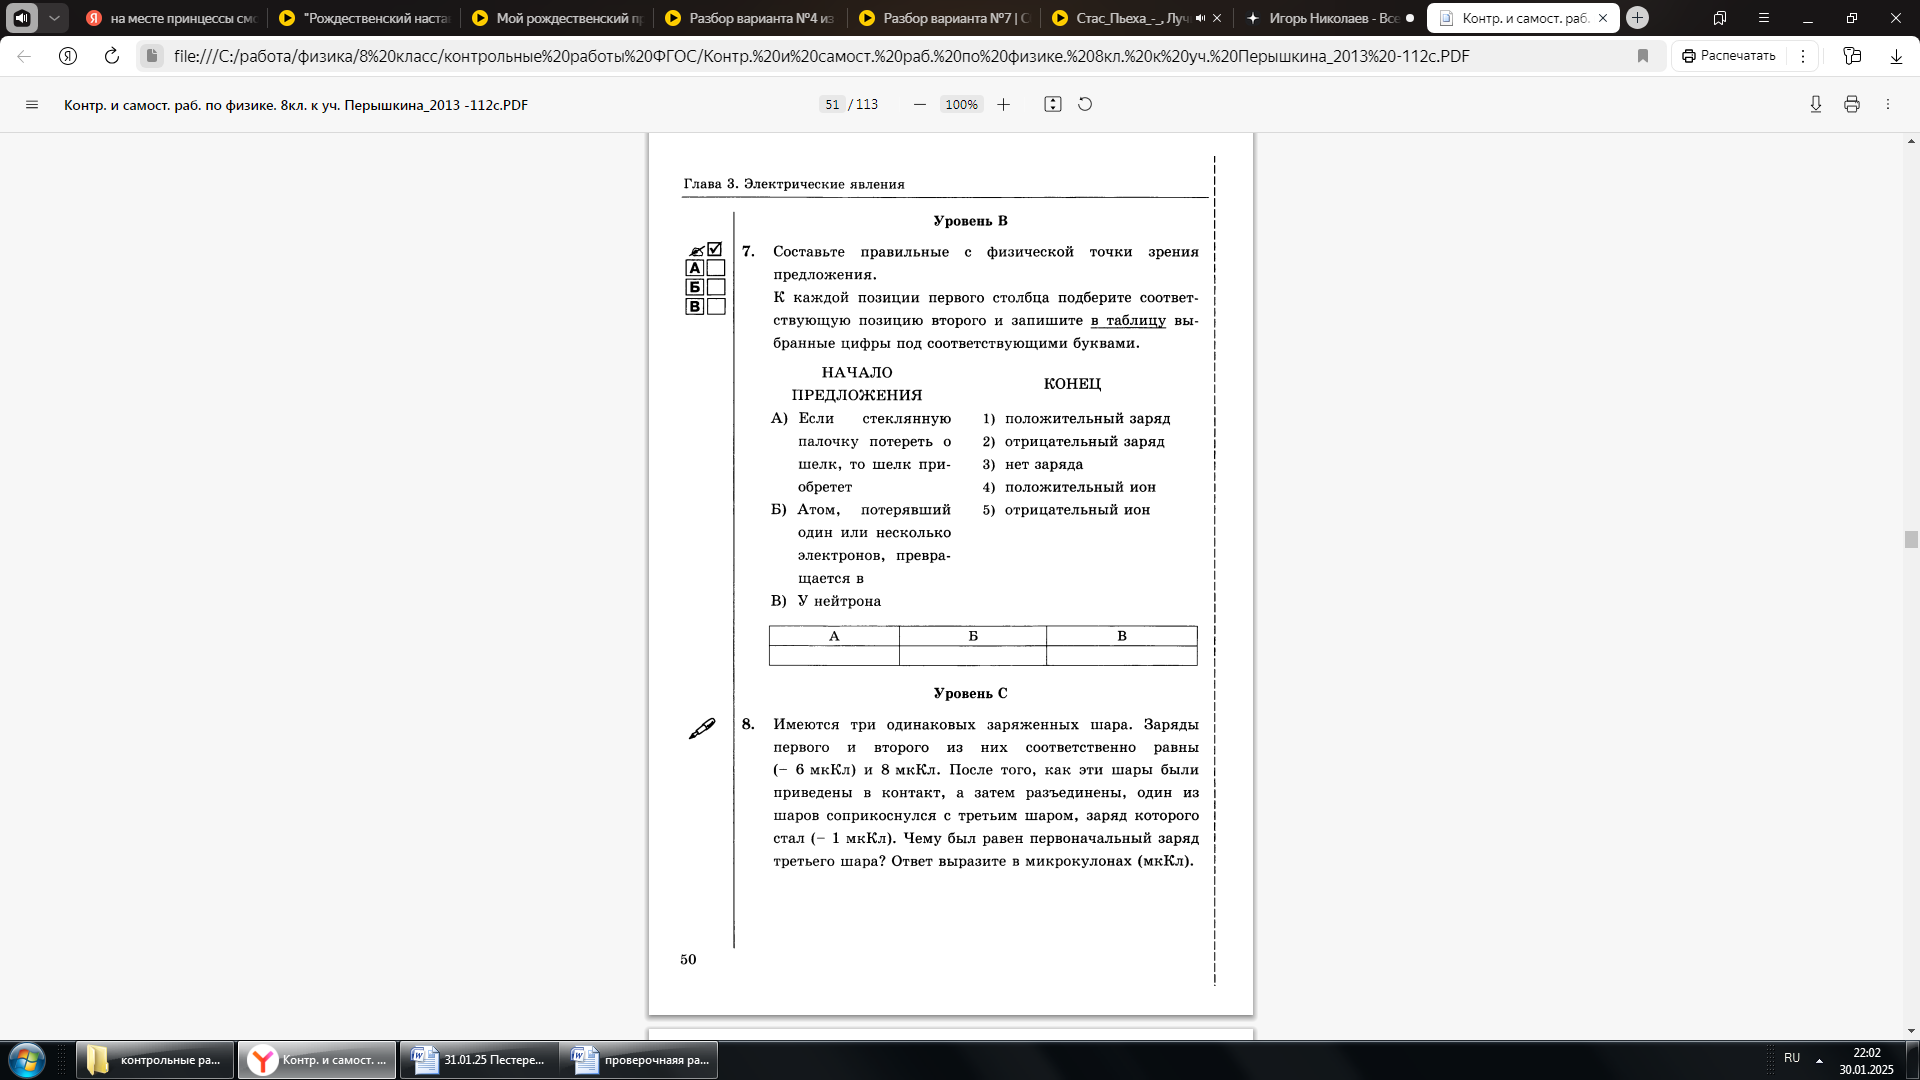 на месте принцессы смо
"Рождественский наста
Мой рождественский п
Разбор варианта №4 из
Разбор варианта №7 | О
Стас_Пьеха_-_, Луч
Игорь Николаев - Все
Контр. и самост. раб.
file:///C:/работа/физика/8%20класс/контрольные%20работы%20ФГОС/Контр.%20и%20самост.%20раб.%20по%20физике.%208кл.%20к%20уч.%20Перышкина_2013%20-112с.PDF
Распечатать
Контр. и самост. раб. по физике. 8кл. к уч. Перышкина_2013 -112с.PDF
51 / 113
100%
Глава 3. Электрические явления
Уровень В
А
Б
В
7. Составьте правильные с физической точки зрения
предложения.
К каждой позиции первого столбца подберите соответ-
ствующую позицию второго и запишите в таблицу вы-
бранные цифры под соответствующими буквами.
НАЧАЛО
ПРЕДЛОЖЕНИЯ
А) Если стеклянную
палочку потереть о
шелк, то шелк при-
обретет
Б) Атом, потерявший
один или несколько
электронов, превра-
щается в
В) У нейтрона
КОНЕЦ
1) положительный заряд
2) отрицательный заряд
3) нет заряда
4) положительный ион
5) отрицательный ион
А Б В
Уровень С
8. Имеются три одинаковых заряженных шара. Заряды
первого и второго из них соответственно равны
(− 6 мкКл) и 8 мкКл. После того, как эти шары были
приведены в контакт, а затем разъединены, один из
шаров соприкоснулся с третьим шаром, заряд которого
стал (− 1 мкКл). Чему был равен первоначальный заряд
третьего шара? Ответ выразите в микрокулонах (мкКл).
50
контрольные ра...
Контр. и самост. ...
31.01.25 Пестере...
проверочнаяя ра...
RU
22:02
30.01.2025